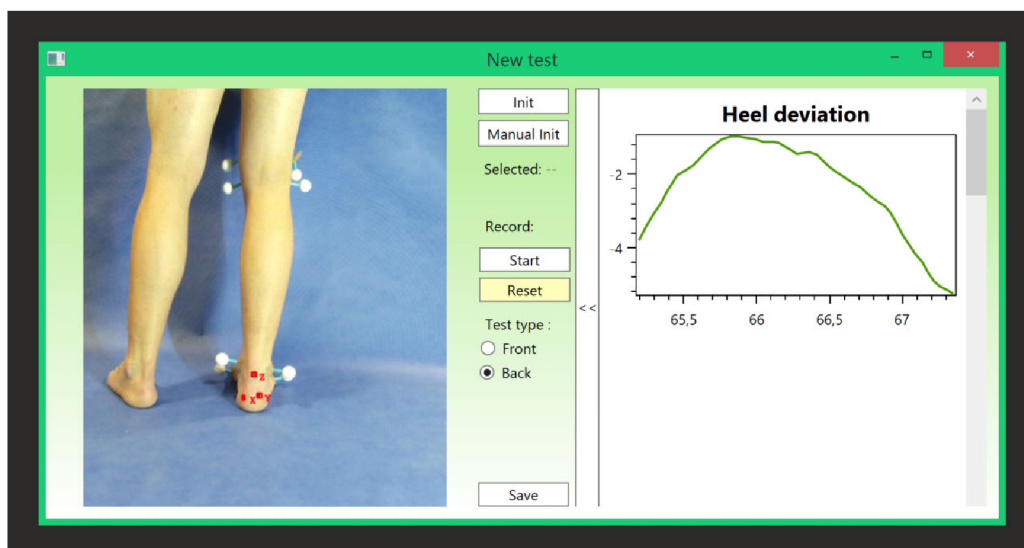 New test
Init
Manual Init
Selected: --
Record:
Start
Reset
Test type :
Front
Back
Save
<<
Heel deviation
-2
-4
65,5 66 66,5 67
Z
X Y